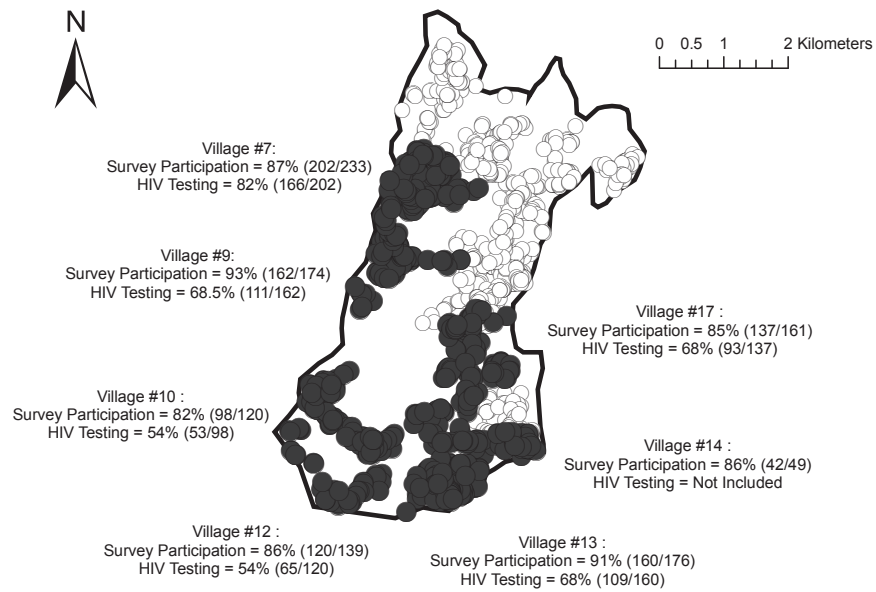 N
0 0.5 1 2 Kilometers
Village #7:
Survey Participation = 87% (202/233)
HIV Testing = 82% (166/202)
Village #9:
Survey Participation = 93% (162/174)
HIV Testing = 68.5% (111/162)
Village #17 :
Survey Participation = 85% (137/161)
HIV Testing = 68% (93/137)
Village #10 :
Survey Participation = 82% (98/120)
HIV Testing = 54% (53/98)
Village #14 :
Survey Participation = 86% (42/49)
HIV Testing = Not Included
Village #12 :
Survey Participation = 86% (120/139)
HIV Testing = 54% (65/120)
Village #13 :
Survey Participation = 91% (160/176)
HIV Testing = 68% (109/160)